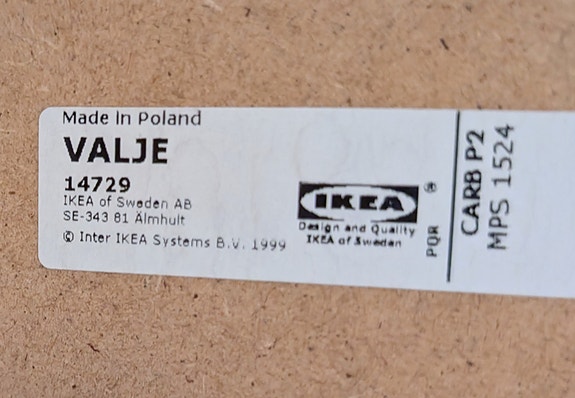 Made in Poland
VALJE
14729
IKEA of Sweden AB
SE-343 81 Älmhult
© Inter IKEA Systems B.V. 1999
IKEA ®
Design and Quality
IKEA of Sweden
PQR
CARB P2
MPS 1524